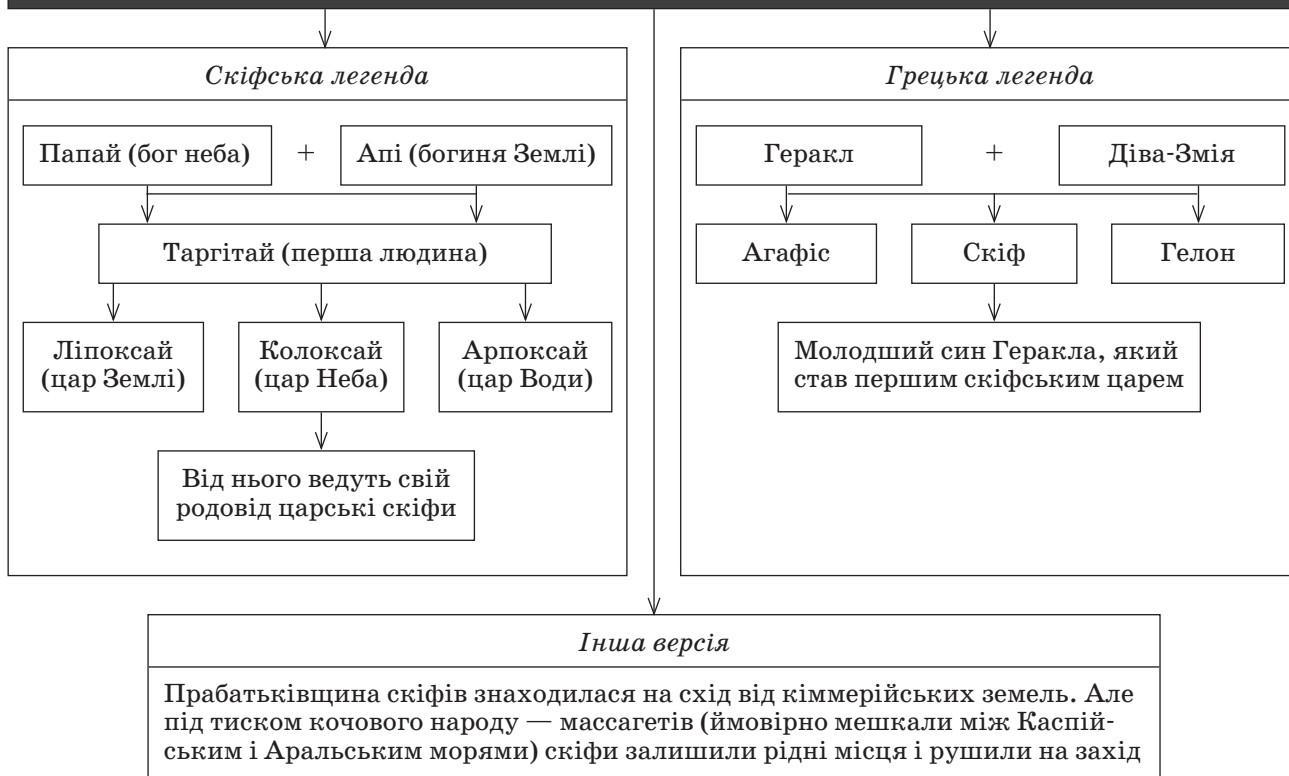 Скіфська легенда
Папай (бог неба)
+
Апі (богиня Землі)
Таргітай (перша людина)
Ліпоксай
(цар Землі)
Колоксай
(цар Неба)
Арпоксай
(цар Води)
Від нього ведуть свій
родовід царські скіфи
Грецька легенда
Геракл
+
Діва-Змія
Агафіс
Скіф
Гелон
Молодший син Геракла, який
став першим скіфським царем
Інша версія
Прабатьківщина скіфів знаходилася на схід від кіммерійських земель. Але
під тиском кочового народу — массагетів (ймовірно мешкали між Каспій-
ським і Аральським морями) скіфи залишили рідні місця і рушили на захід